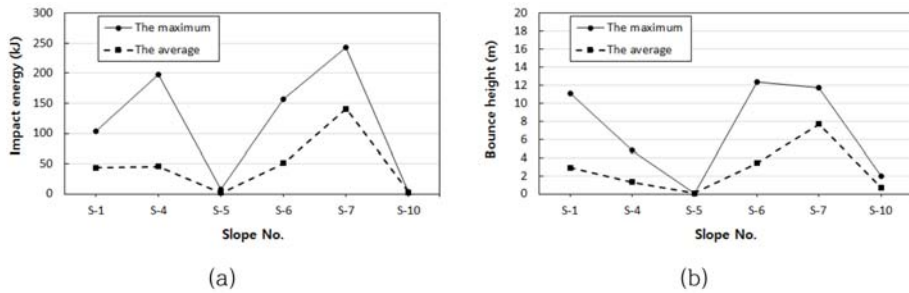 300
250
200
150
100
50
0
Impact energy (kJ)
The maximum
The average
S-1 S-4 S-5 S-6 S-7 S-10
Slope No.
(a)
20
18
16
14
12
10
8
6
4
2
0
Bounce height (m)
The maximum
The average
S-1 S-4 S-5 S-6 S-7 S-10
Slope No.
(b)